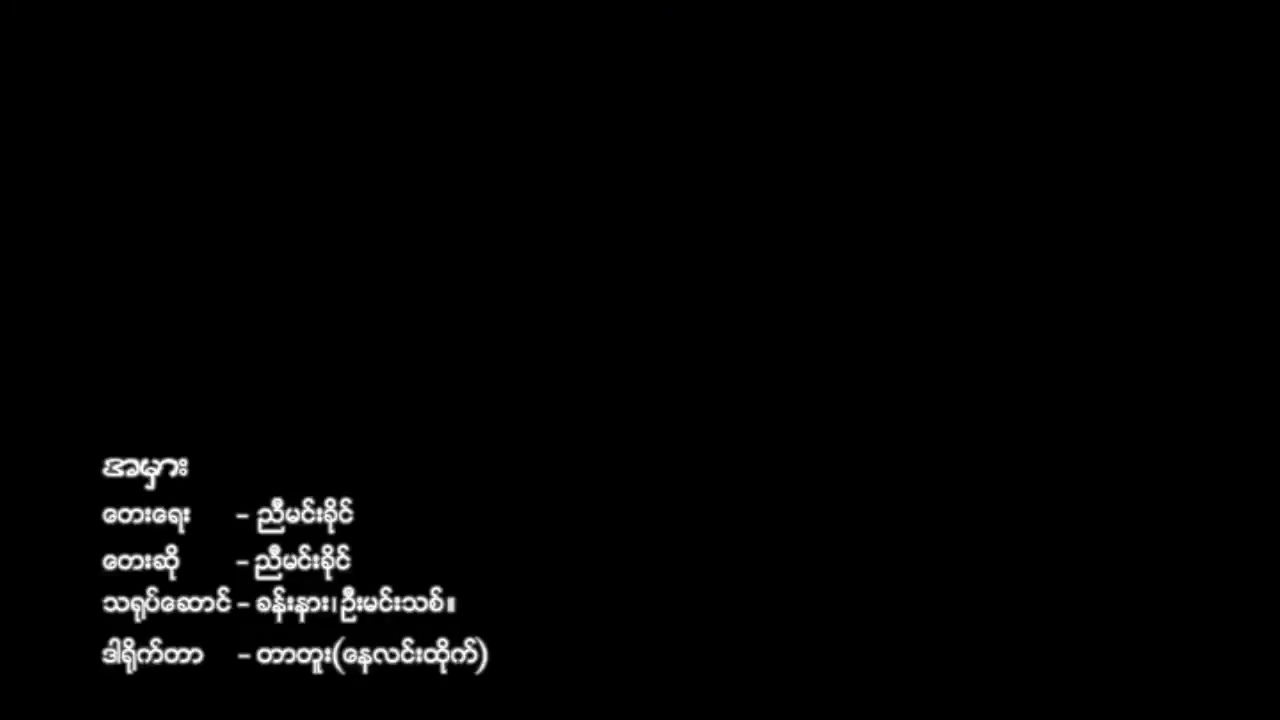 အမှား
တေးရေး - ညီမင်းခိုင်
တေးဆို - ညီမင်းခိုင်
သရုပ်ဆောင် - ခန်းနား၊ဦးမင်းသစ်။
ဒါရိုက်တာ - တာတူး(နေလင်းထိုက်)